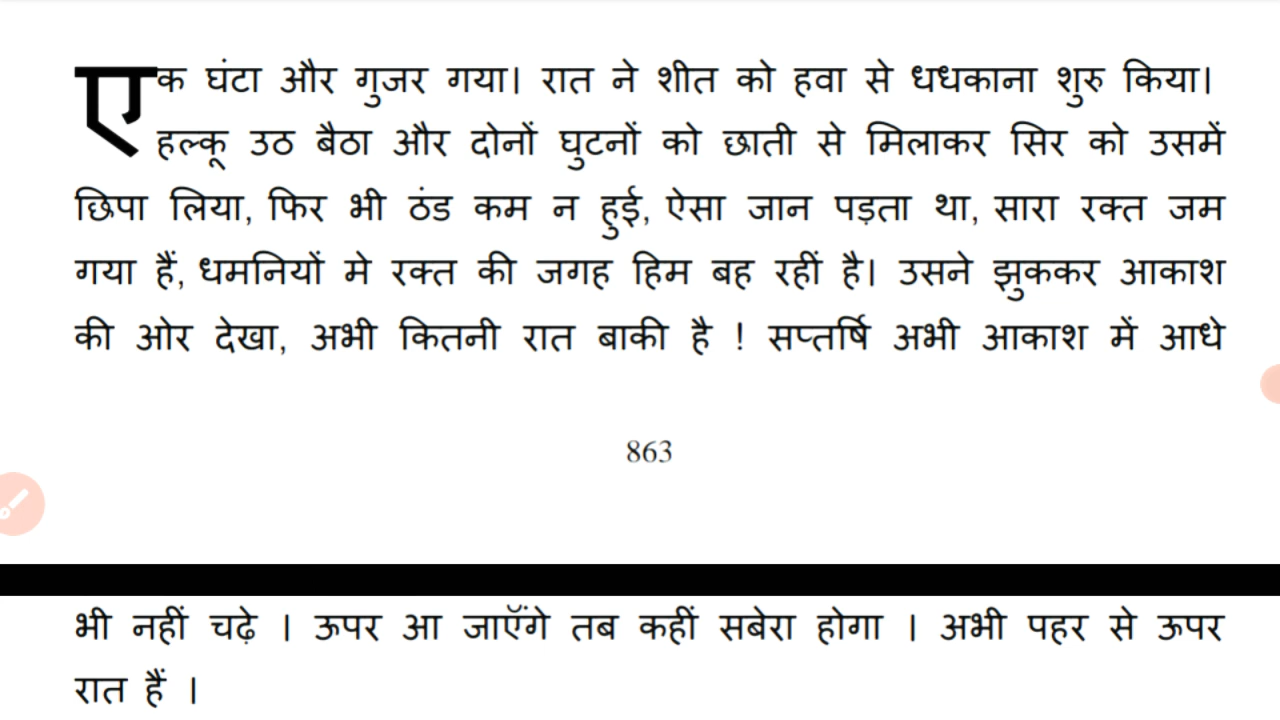 एक घंटा और गुजर गया। रात ने शीत को हवा से धधकाना शुरु किया।
हल्कू उठ बैठा और दोनों घुटनों को छाती से मिलाकर सिर को उसमें
छिपा लिया, फिर भी ठंड कम न हुई, ऐसा जान पड़ता था, सारा रक्त जम
गया हैं, धमनियों मे रक्त की जगह हिम बह रहीं है। उसने झुककर आकाश
की ओर देखा, अभी कितनी रात बाकी है ! सप्तर्षि अभी आकाश में आधे
863
भी नहीं चढ़े । ऊपर आ जाऍंगे तब कहीं सबेरा होगा । अभी पहर से ऊपर
रात हैं ।